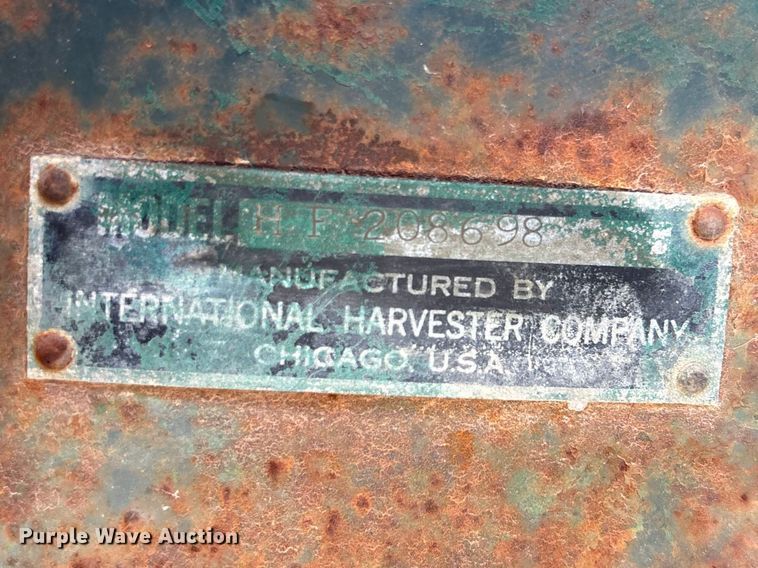 MODEL H F 208698
MANUFACTURED BY
INTERNATIONAL HARVESTER COMPANY
CHICAGO, U.S.A.
Purple Wave Auction